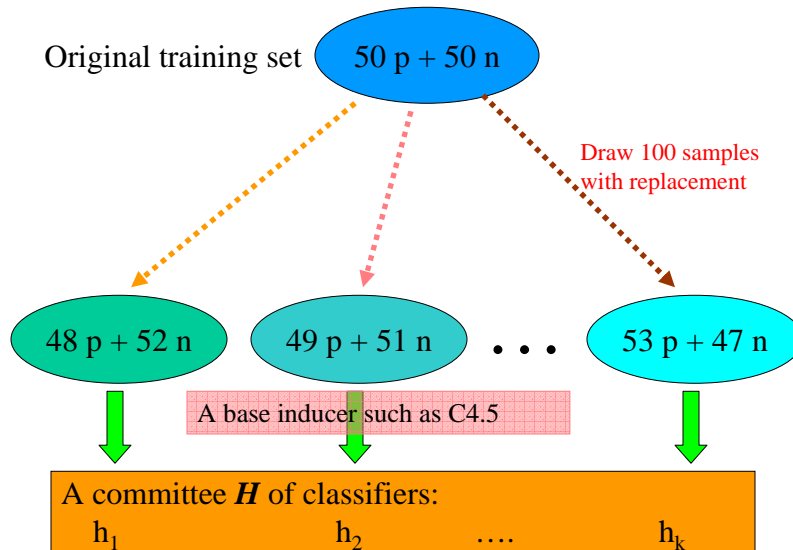 Original training set
50 p + 50 n
Draw 100 samples
with replacement
48 p + 52 n
49 p + 51 n
• • •
53 p + 47 n
A base inducer such as C4.5
A committee H of classifiers:
h₁ h₂ …. hₖ